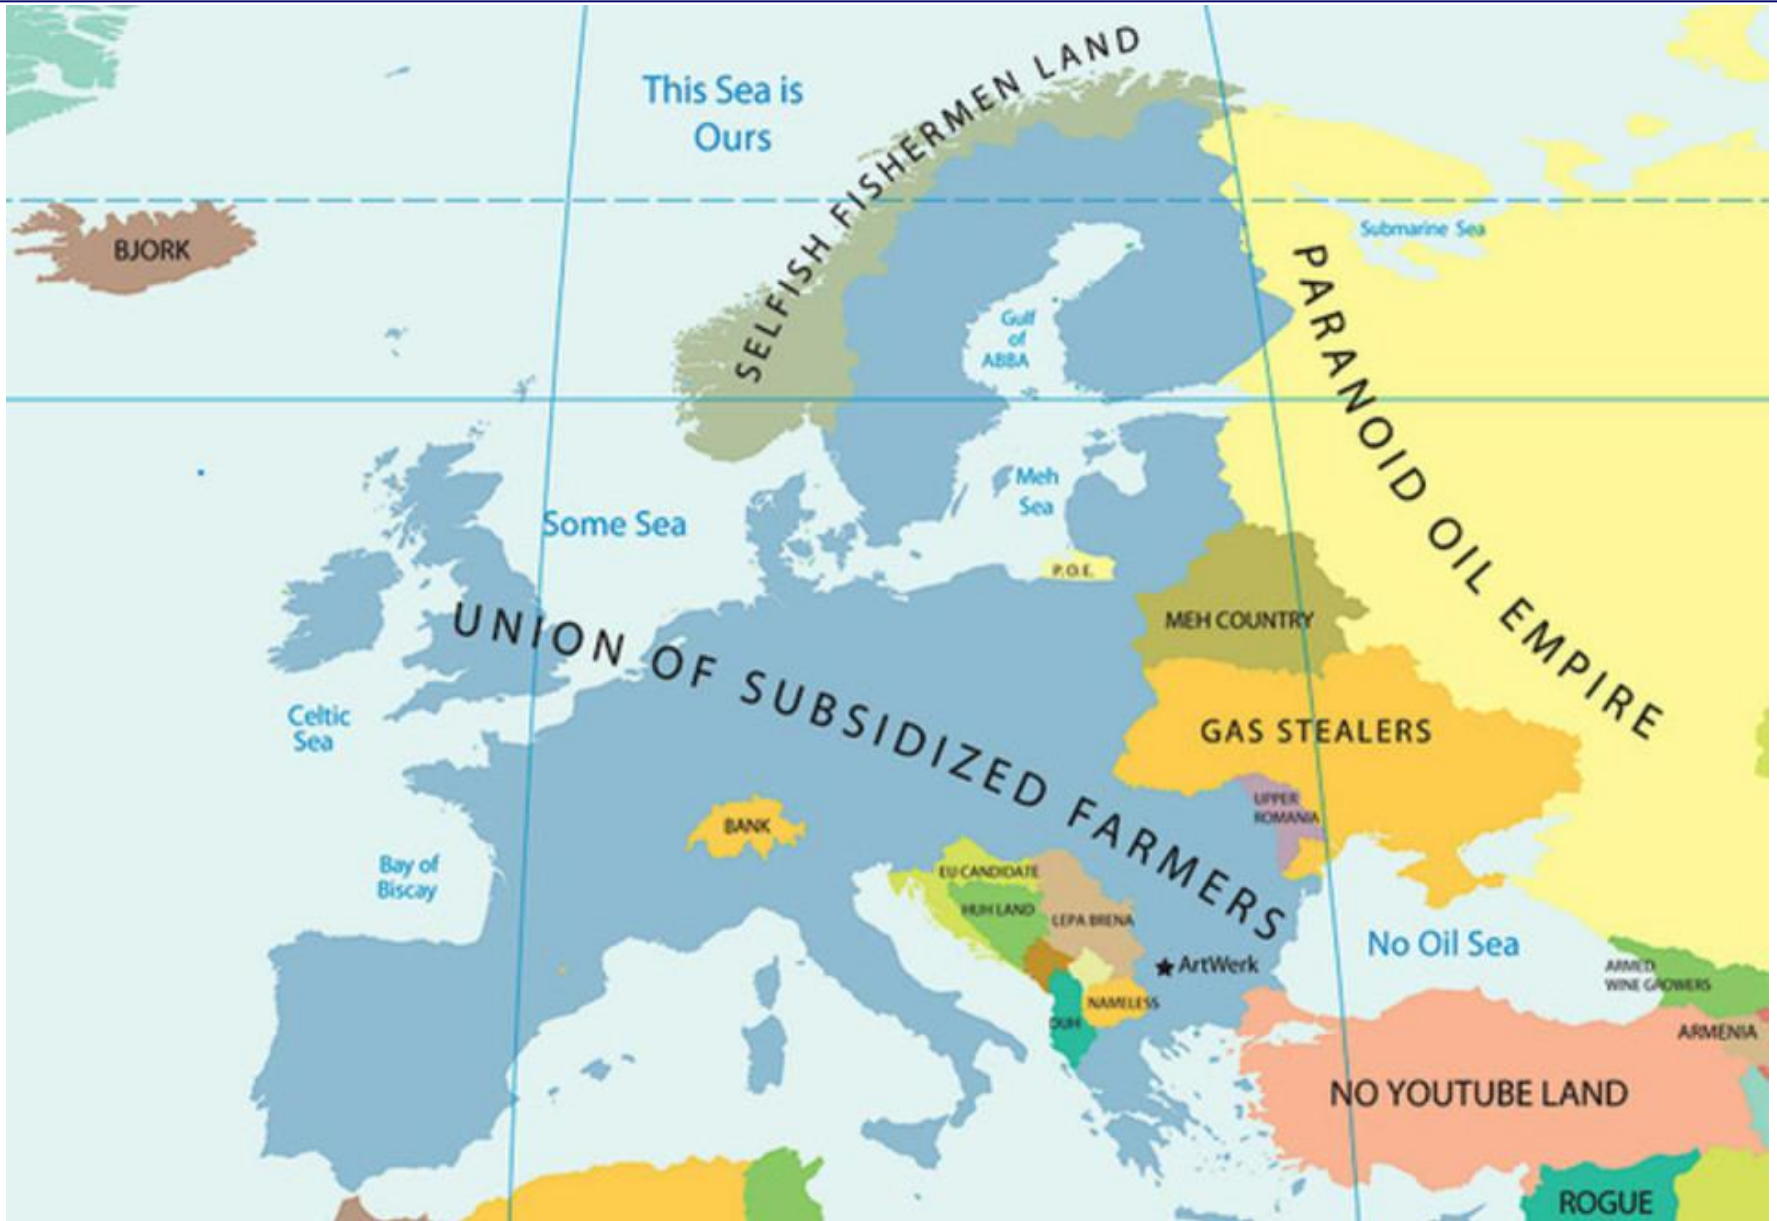 This Sea is
Ours
SELFISH FISHERMEN LAND
BJORK
Submarine Sea
PARANOID OIL EMPIRE
Gulf
of
ABBA
Meh
Sea
Some Sea
P.O.E.
MEH COUNTRY
UNION OF SUBSIDIZED FARMERS
Celtic
Sea
GAS STEALERS
UPPER
ROMANIA
BANK
Bay of
Biscay
EU CANDIDATE
HUH LAND
LEPA BRENA
ArtWerk
No Oil Sea
ARMED
WINE GROWERS
NAMELESS
DUH
ARMENIA
NO YOUTUBE LAND
ROGUE